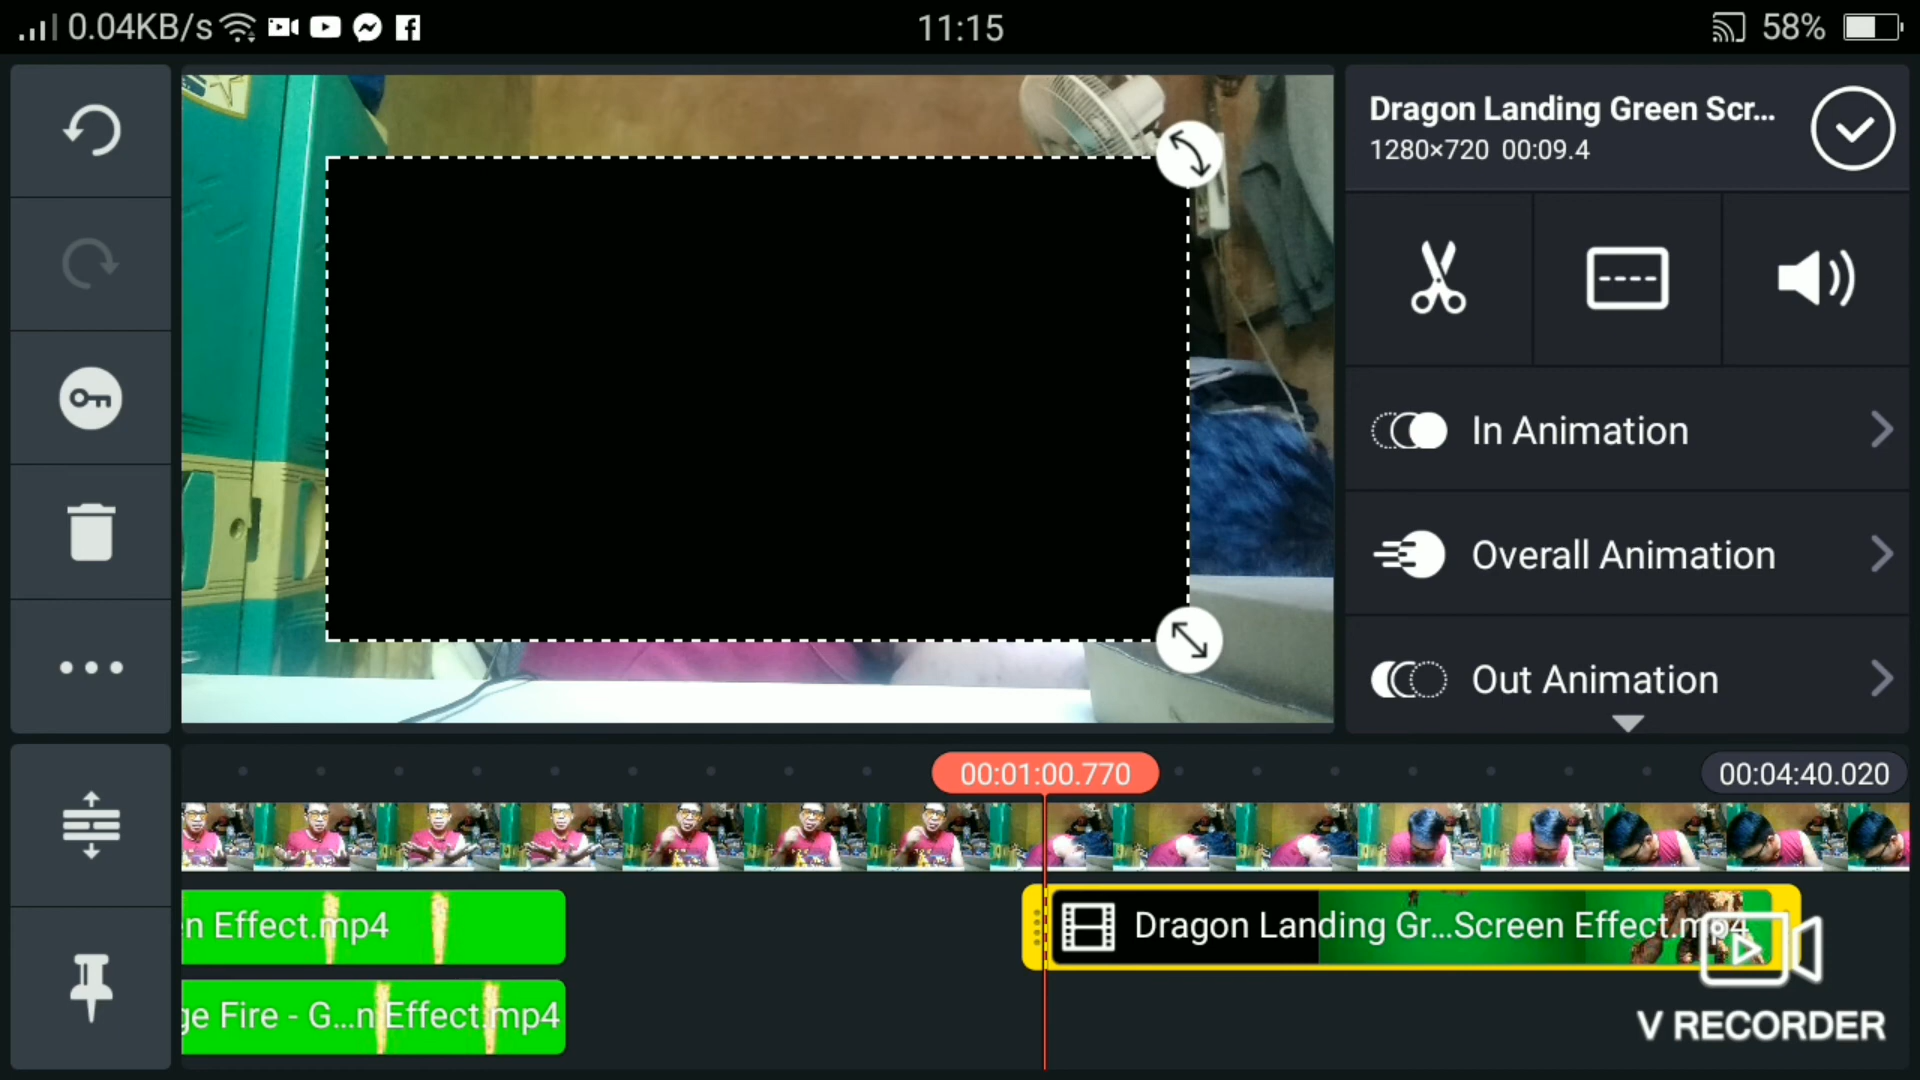 0.04KB/s
11:15
58%
Dragon Landing Green Scr...
1280×720 00:09.4
In Animation
Overall Animation
Out Animation
00:01:00.770
00:04:40.020
n Effect.mp4
Dragon Landing Gr...Screen Effect.mp4
ge Fire - G...n Effect.mp4
V RECORDER